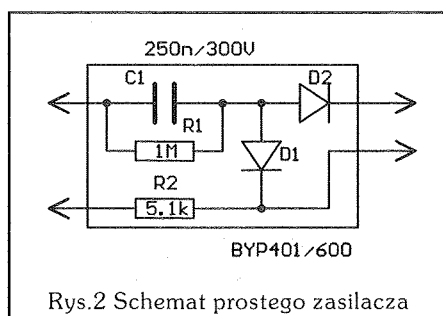 250n/300V
C1
D2
R1
1M
D1
R2
5.1k
BYP401/600
Rys.2 Schemat prostego zasilacza